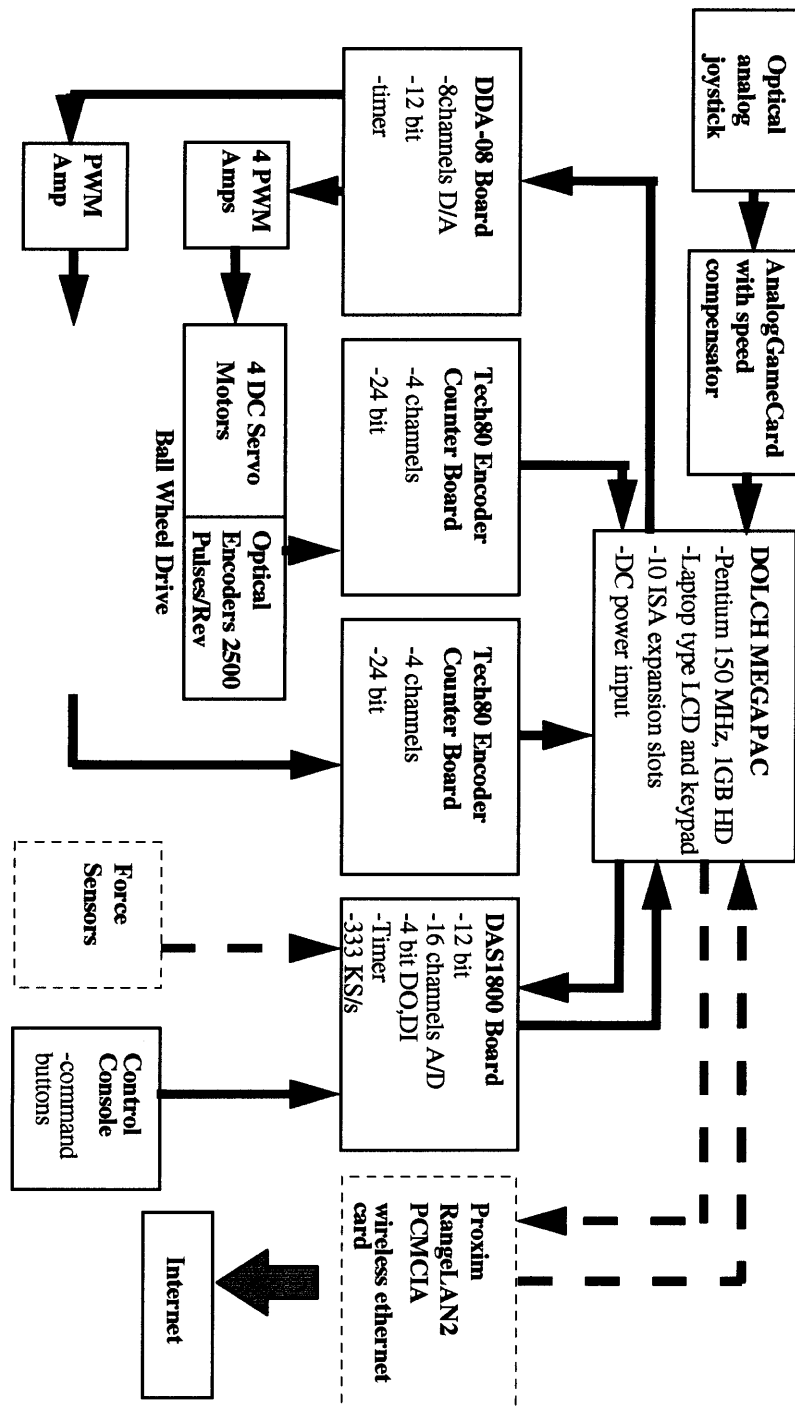 Optical
analog
joystick
AnalogGameCard
with speed
compensator
DOLCH MEGAPAC
-Pentium 150 MHz, 1GB HD
-Laptop type LCD and keypad
-10 ISA expansion slots
-DC power input
DDA-08 Board
-8channels D/A
-12 bit
-timer
Tech80 Encoder
Counter Board
-4 channels
-24 bit
Tech80 Encoder
Counter Board
-4 channels
-24 bit
DAS1800 Board
-12 bit
-16 channels A/D
-4 bit DO,DI
-Timer
-333 KS/s
Proxim
RangeLAN2
PCMCIA
wireless ethernet
card
4 PWM
Amps
4 DC Servo
Motors
Optical
Encoders 2500
Pulses/Rev
Ball Wheel Drive
PWM
Amp
Force
Sensors
Control
Console
-command
buttons
Internet